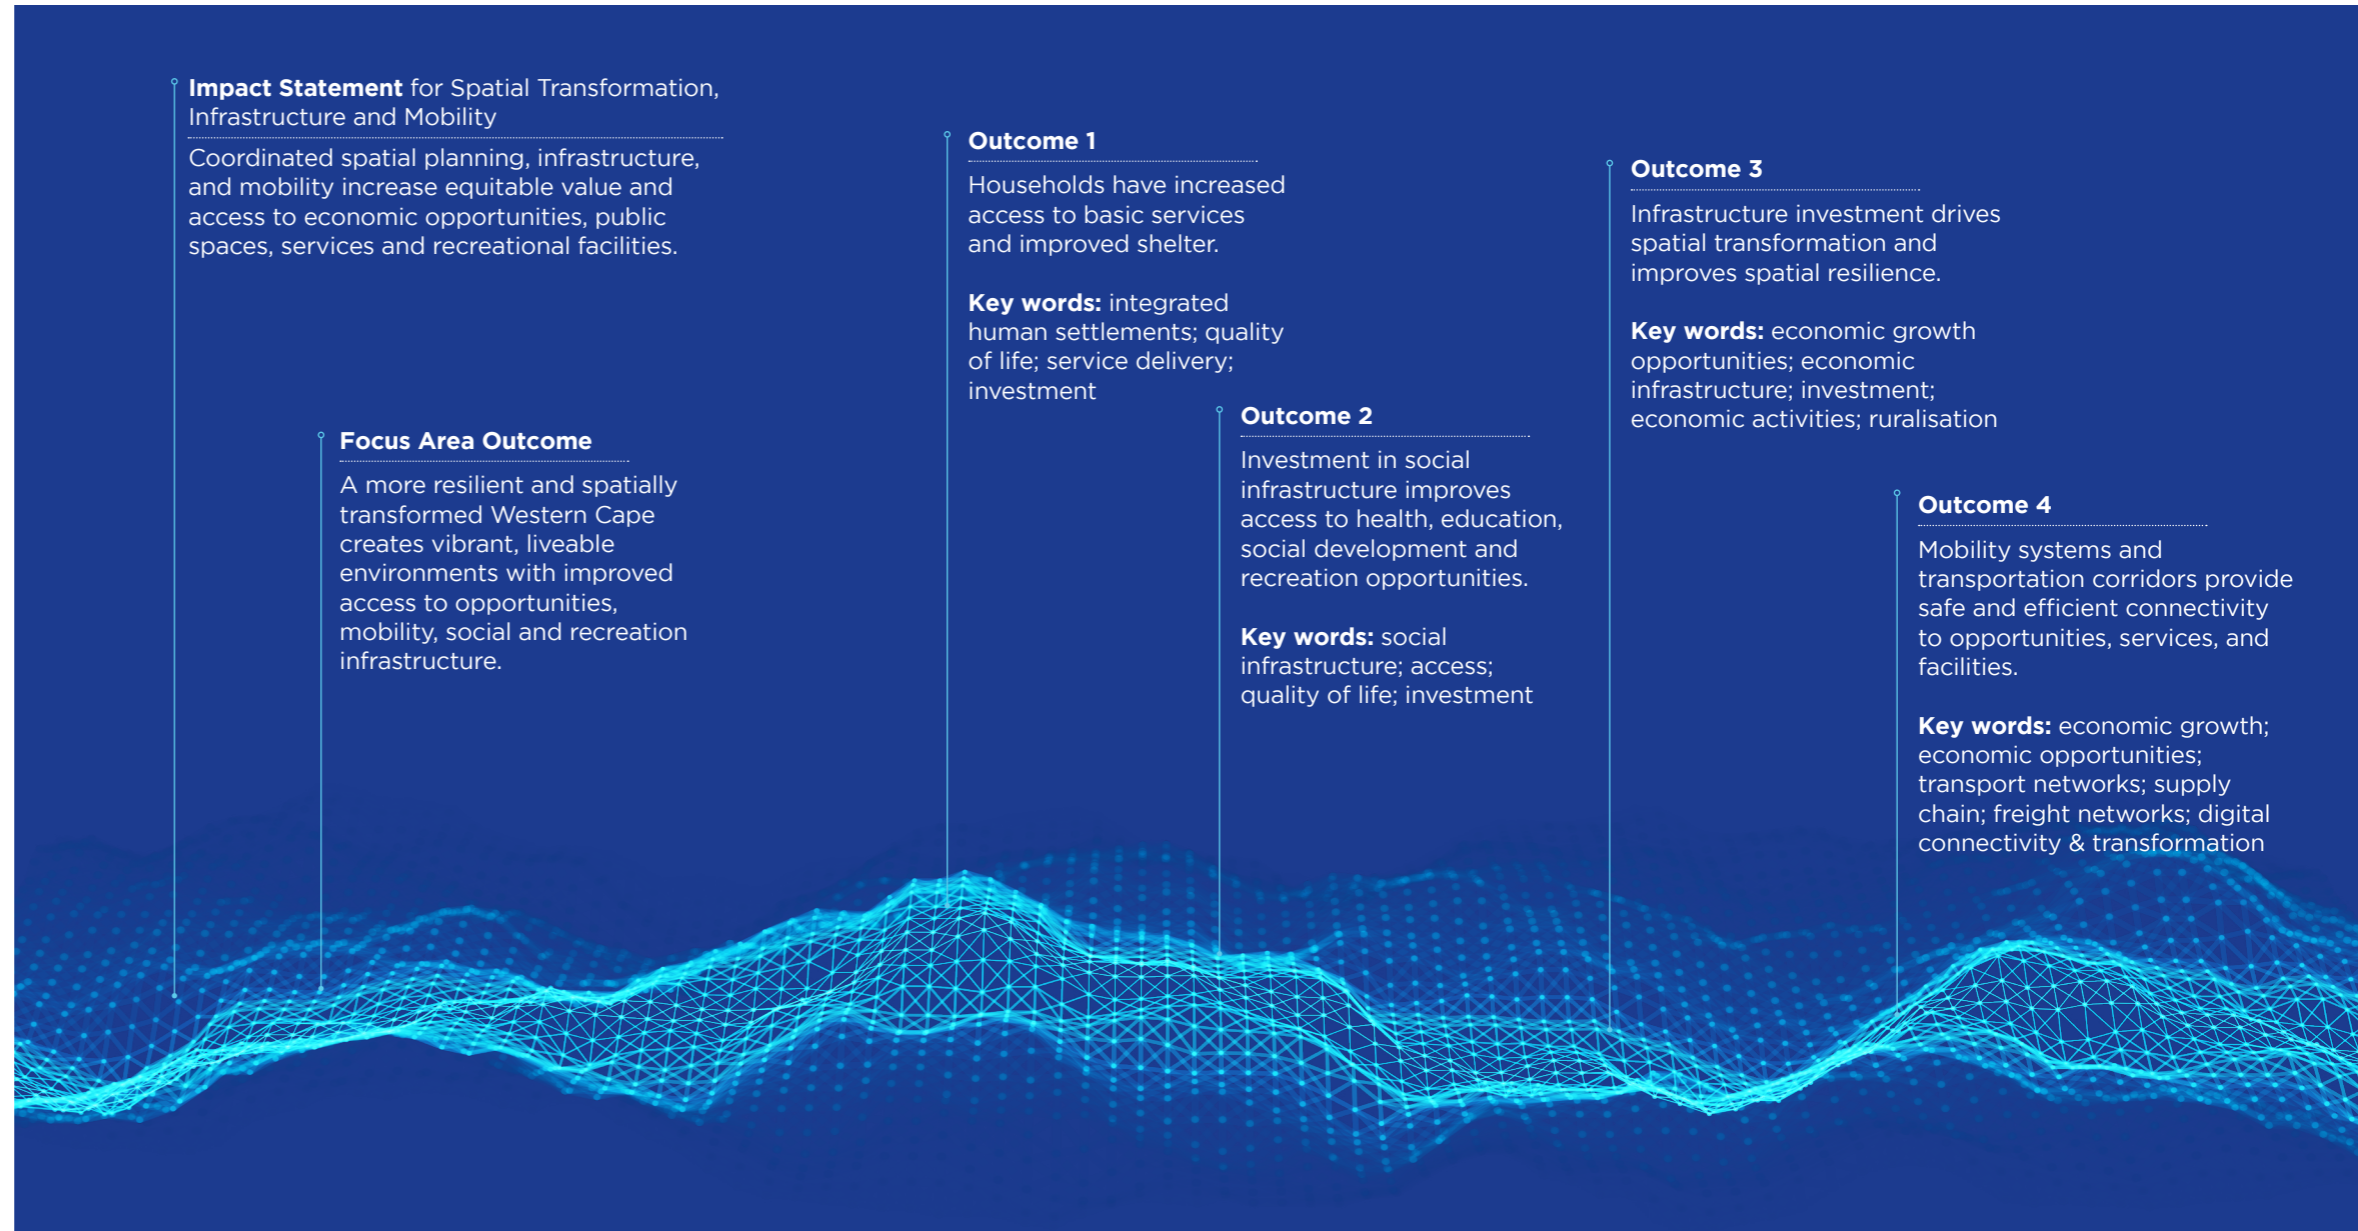 Impact Statement for Spatial Transformation,
Infrastructure and Mobility
Coordinated spatial planning, infrastructure,
and mobility increase equitable value and
access to economic opportunities, public
spaces, services and recreational facilities.
Focus Area Outcome
A more resilient and spatially
transformed Western Cape
creates vibrant, liveable
environments with improved
access to opportunities,
mobility, social and recreation
infrastructure.
Outcome 1
Households have increased
access to basic services
and improved shelter.
Key words: integrated
human settlements; quality
of life; service delivery;
investment
Outcome 2
Investment in social
infrastructure improves
access to health, education,
social development and
recreation opportunities.
Key words: social
infrastructure; access;
quality of life; investment
Outcome 3
Infrastructure investment drives
spatial transformation and
improves spatial resilience.
Key words: economic growth
opportunities; economic
infrastructure; investment;
economic activities; ruralisation
Outcome 4
Mobility systems and
transportation corridors provide
safe and efficient connectivity
to opportunities, services, and
facilities.
Key words: economic growth;
economic opportunities;
transport networks; supply
chain; freight networks; digital
connectivity & transformation